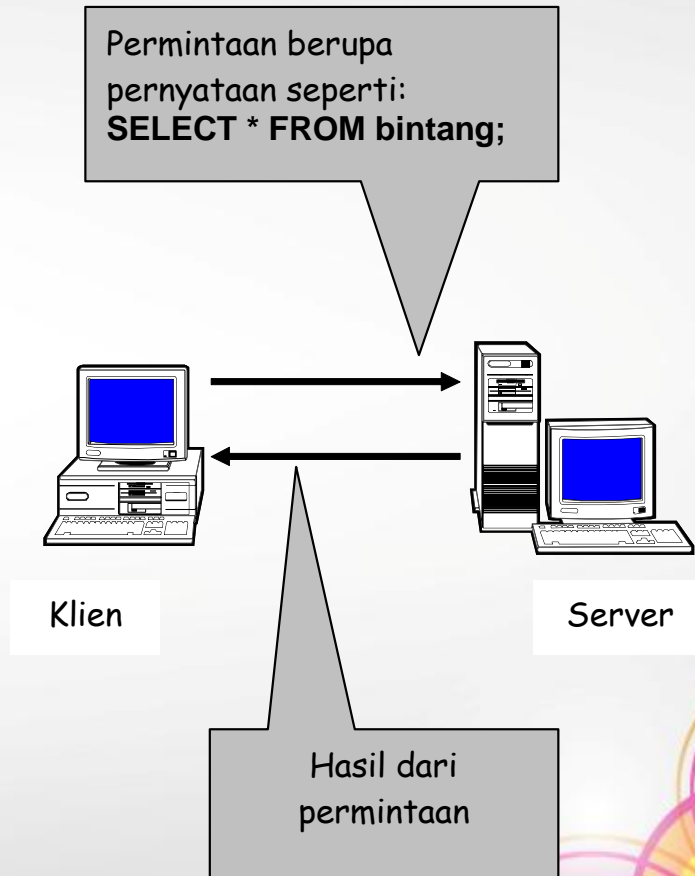 Permintaan berupa
pernyataan seperti:
SELECT * FROM bintang;
Klien
Server
Hasil dari
permintaan